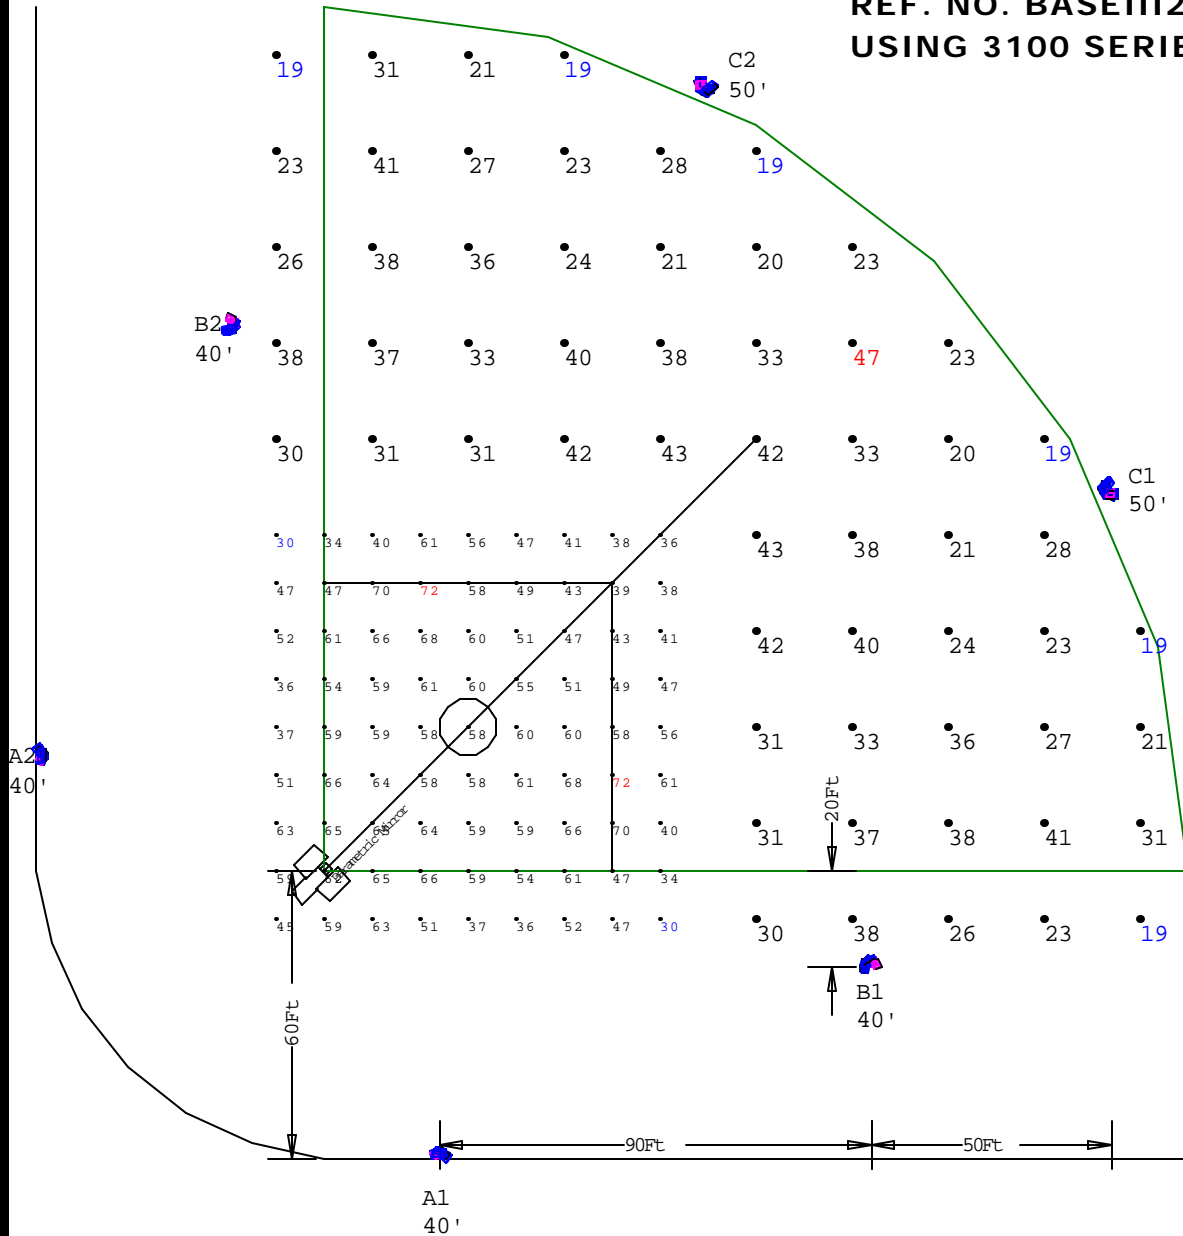 REF. NO. BASEIII2
USING 3100 SERIE
C2
50'
19 31 21 19
23 41 27 23 28 19
26 38 36 24 21 20 23
B2
40'
38 37 33 40 38 33 47 23
30 31 31 42 43 42 33 20 19
C1
50'
30 34 40 61 56 47 41 38 36
43 38 21 28
47 47 70 72 58 49 43 39 38
52 61 66 68 60 51 47 43 41
42 40 24 23 19
36 54 59 61 60 55 51 49 47
37 59 59 58 58 60 60 58 56
31 33 36 27 21
A2
40'
51 66 64 58 58 61 68 72 61
20Ft
63 65 65 64 59 59 66 70 40
31 37 38 41 31
59 62 65 66 59 54 61 47 34
45 59 63 51 37 36 52 47 30
30 38 26 23 19
B1
40'
60Ft
90Ft
50Ft
A1
40'